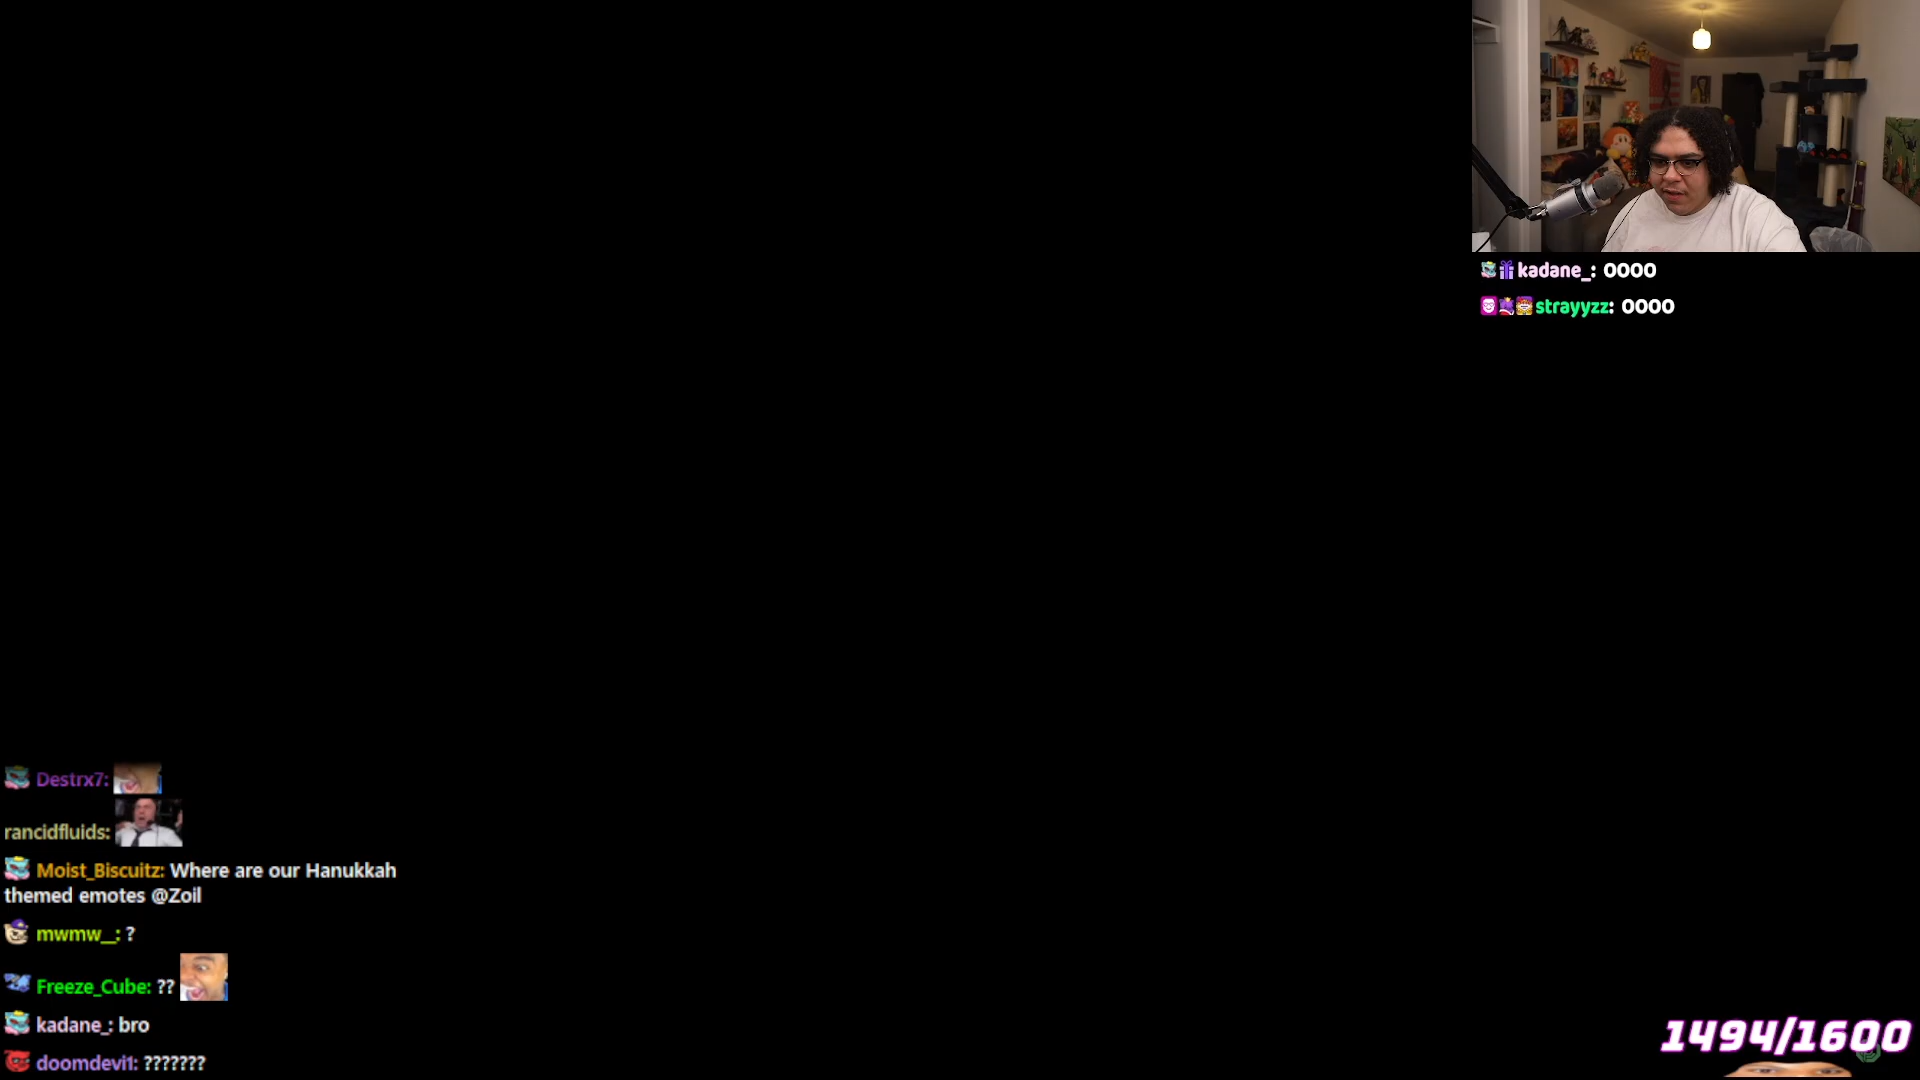 kadane_: OOOO
strayyzz: OOOO
Destrx7:
rancidfluids:
Moist_Biscuitz: Where are our Hanukkah
themed emotes @Zoil
mwmw__: ?
Freeze_Cube: ??
kadane_: bro
doomdevi1: ???????
1494/1600